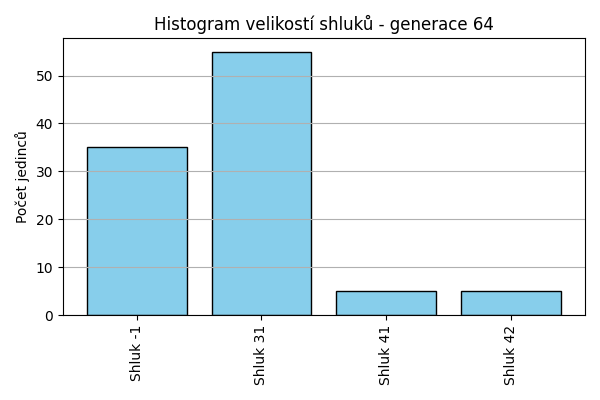 Histogram velikostí shluků - generace 64
Počet jedinců
50
40
30
20
10
0
Shluk -1
Shluk 31
Shluk 41
Shluk 42